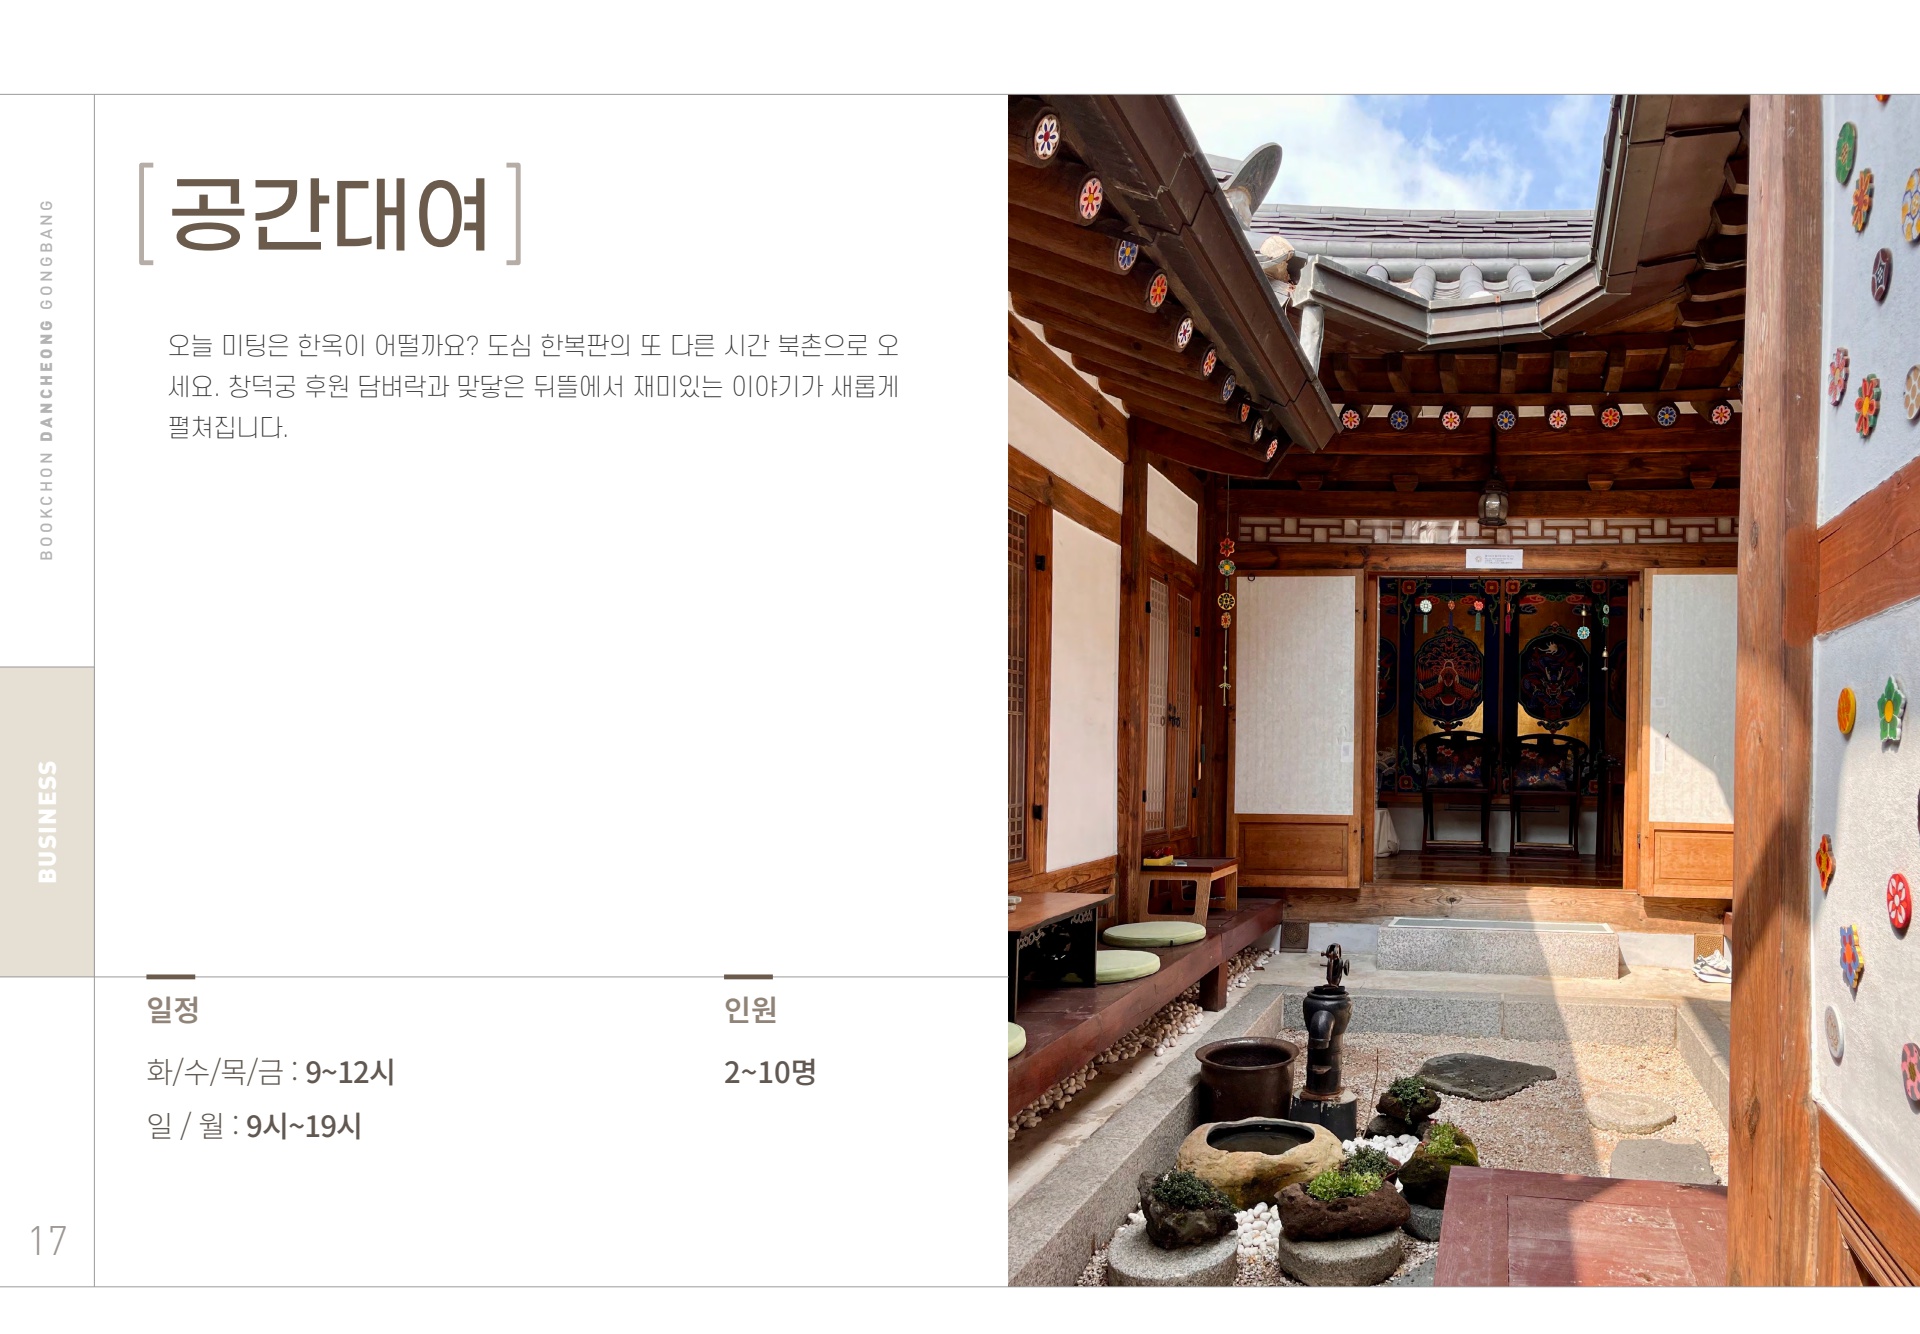 [공간대여]
오늘 미팅은 한옥이 어떨까요? 도심 한복판의 또 다른 시간 북촌으로 오
세요. 창덕궁 후원 담벼락과 맞닿은 뒤뜰에서 재미있는 이야기가 새롭게
펼쳐집니다.
BOOKCHON DANCHEONG GONGBANG
BUSINESS
일정
화/수/목/금 : 9~12시
일 / 월 : 9시~19시
인원
2~10명
17